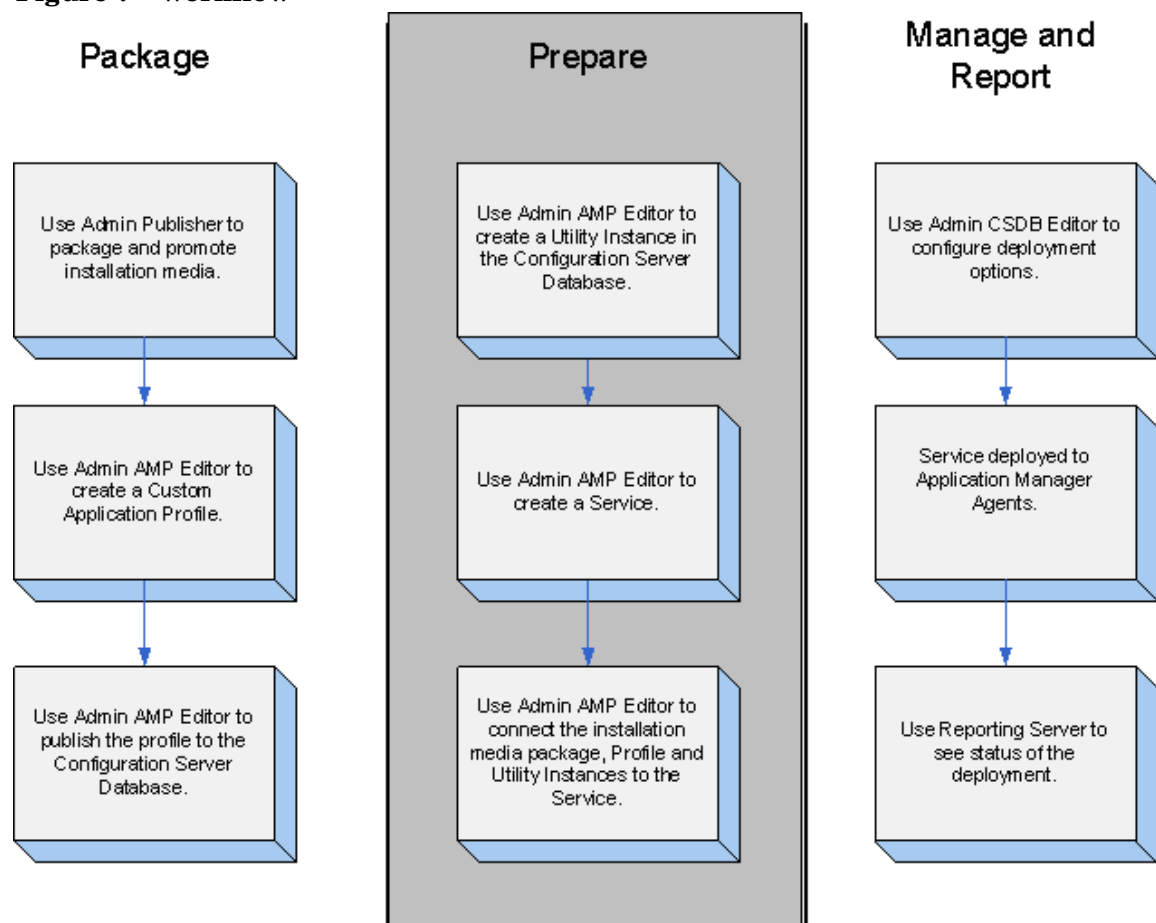 Package
Use Admin Publisher to
package and promote
installation media.
Use Admin AMP Editor to
create a Custom
Application Profile.
Use Admin AMP Editor to
publish the profile to the
Configuration Server
Database.
Prepare
Use Admin AMP Editor to
create a Utility Instance in
the Configuration Server
Database.
Use Admin AMP Editor to
create a Service.
Use Admin AMP Editor to
connect the installation
media package, Profile and
Utility Instances to the
Service.
Manage and
Report
Use Admin CSDB Editor to
configure deployment
options.
Service deployed to
Application Manager
Agents.
Use Reporting Server to
see status of the
deployment.